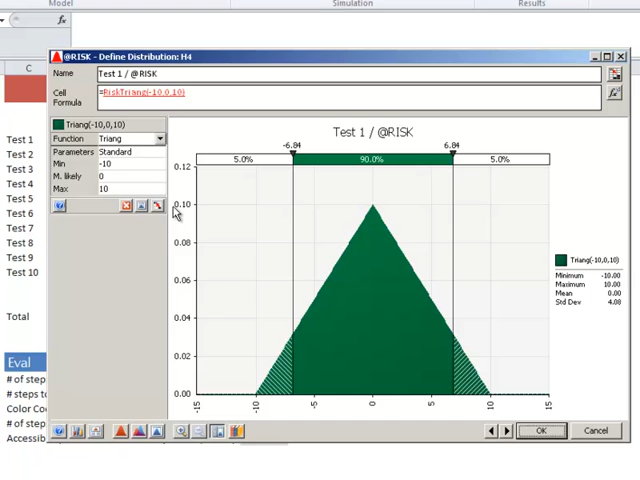 Model
Simulation
Results
fx
@RISK - Define Distribution: H4
Name
Test 1 / @RISK
Cell
Formula
=RiskTriang(-10,0,10)
C
Triang(-10,0,10)
Function
Triang
Parameters
Standard
Min
-10
M. likely
0
Max
10
Test 1
Test 2
Test 3
Test 4
Test 5
Test 6
Test 7
Test 8
Test 9
Test 10
Total
Eval
# of step
# steps to
Color Coc
# of step
Accessib
Test 1 / @RISK
-6.84
6.84
5.0%
90.0%
5.0%
0.12
0.10
0.08
0.06
0.04
0.02
0.00
-15
-10
-5
0
5
10
15
Triang(-10,0,10)
Minimum
-10.00
Maximum
10.00
Mean
0.00
Std Dev
4.08
OK
Cancel